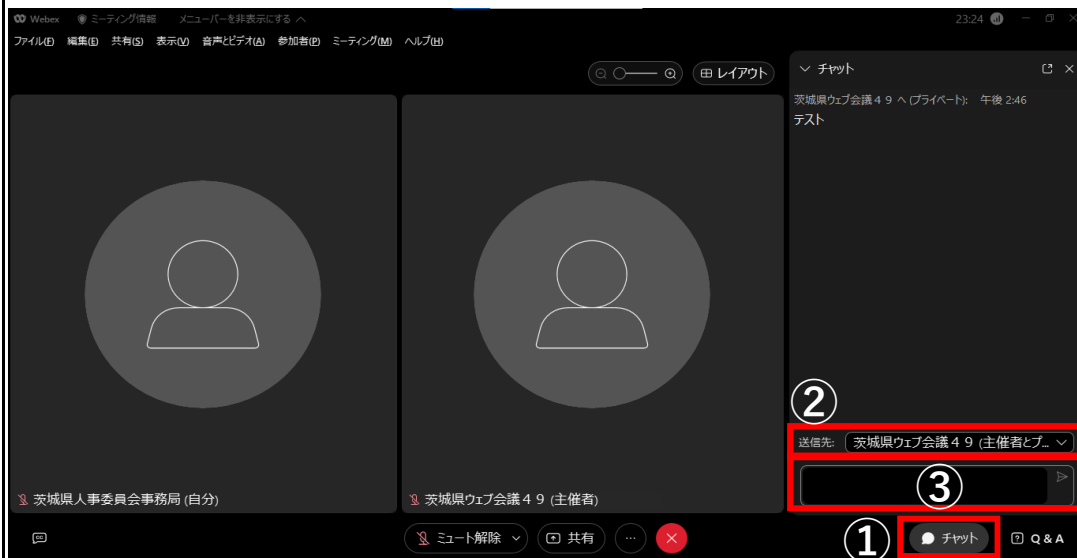 Webex ミーティング情報 メニューバーを非表示にする 23:24
ファイル(F) 編集(E) 共有(S) 表示(V) 音声とビデオ(A) 参加者(P) ミーティング(M) ヘルプ(H)
レイアウト
チャット
茨城県ウェブ会議49 へ (プライベート): 午後 2:46
テスト
②
送信先: 茨城県ウェブ会議49 (主催者とプ...
③
茨城県人事委員会事務局 (自分)
茨城県ウェブ会議49 (主催者)
ミュート解除 共有 ... ① チャット Q & A